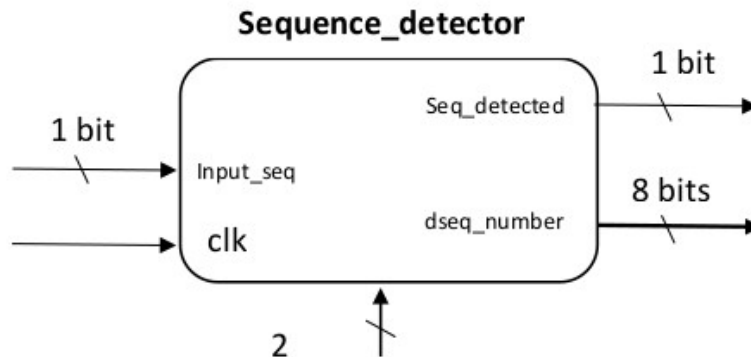 Sequence_detector
1 bit
Seq_detected
1 bit
Input_seq
8 bits
dseq_number
clk
2